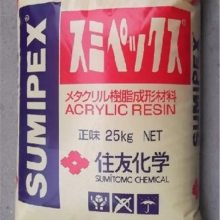 SUMIPEX
スミペックス®
メタクリル樹脂成形材料
ACRYLIC RESIN
正味 25kg NET
住友化学
SUMITOMO CHEMICAL